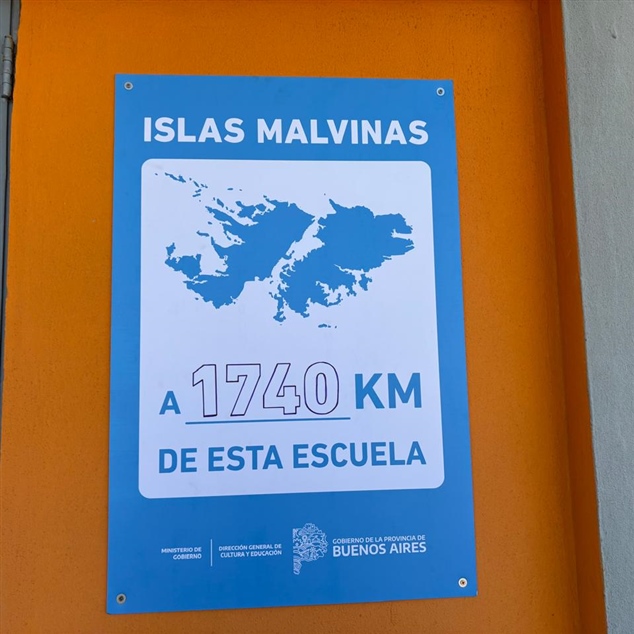 ISLAS MALVINAS
A 1740 KM
DE ESTA ESCUELA
MINISTERIO DE
GOBIERNO
DIRECCIÓN GENERAL DE
CULTURA Y EDUCACIÓN
GOBIERNO DE LA PROVINCIA DE
BUENOS AIRES